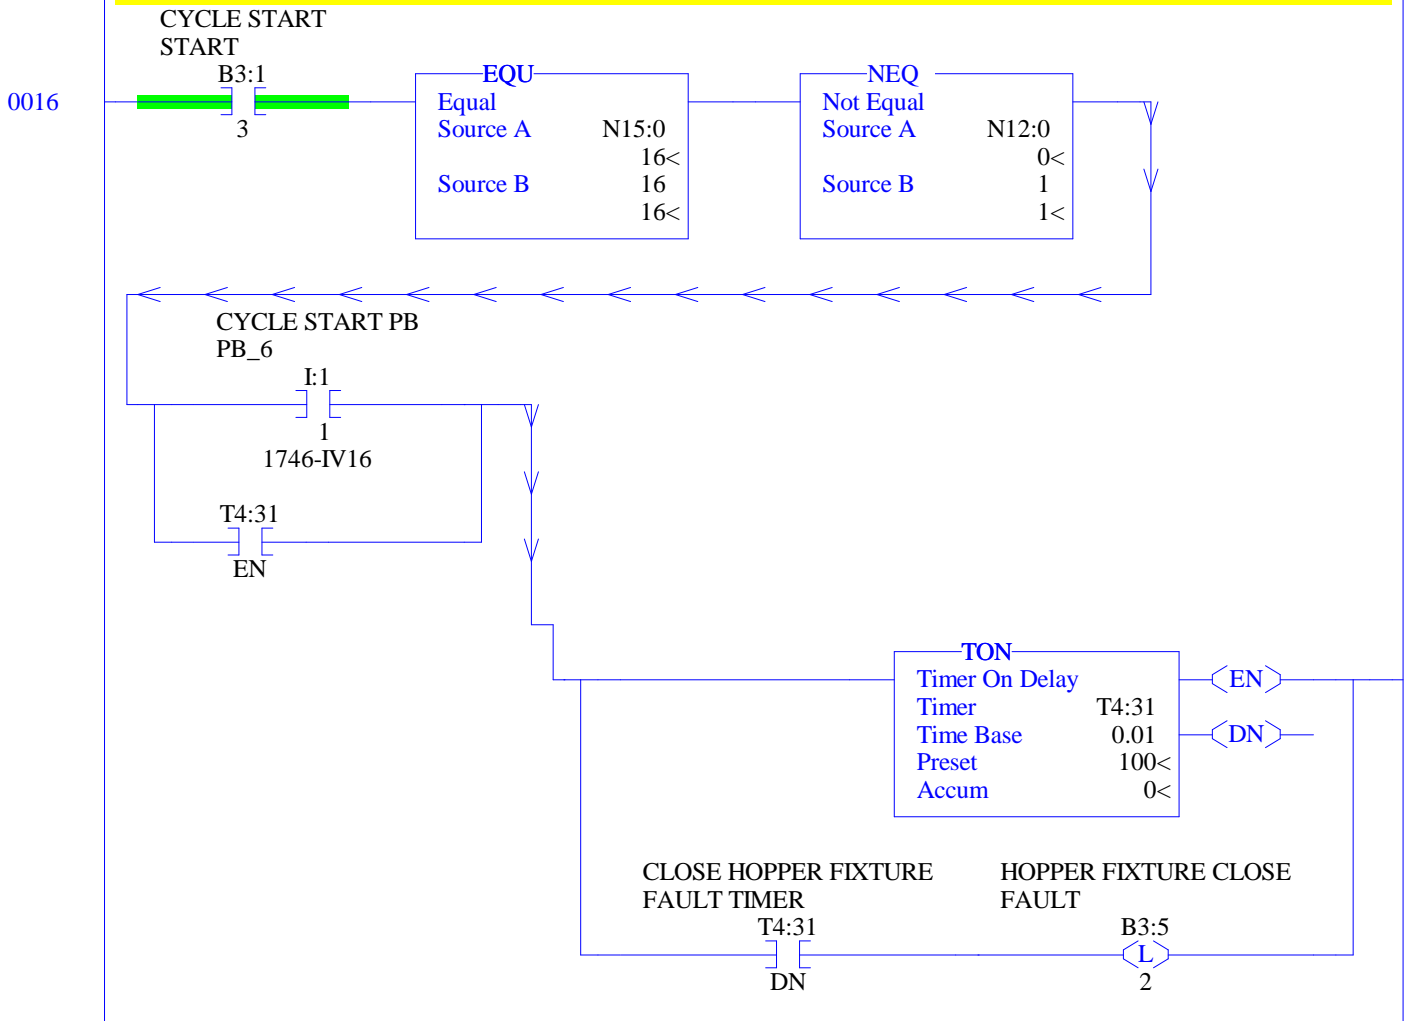 CYCLE START
START
B3:1
0016
3
EQU
Equal
Source A N15:0
16<
Source B 16
16<
NEQ
Not Equal
Source A N12:0
0<
Source B 1
1<
CYCLE START PB
PB_6
I:1
1
1746-IV16
T4:31
EN
TON
Timer On Delay
Timer T4:31
Time Base 0.01
Preset 100<
Accum 0<
EN
DN
CLOSE HOPPER FIXTURE
FAULT TIMER
T4:31
DN
HOPPER FIXTURE CLOSE
FAULT
B3:5
L
2